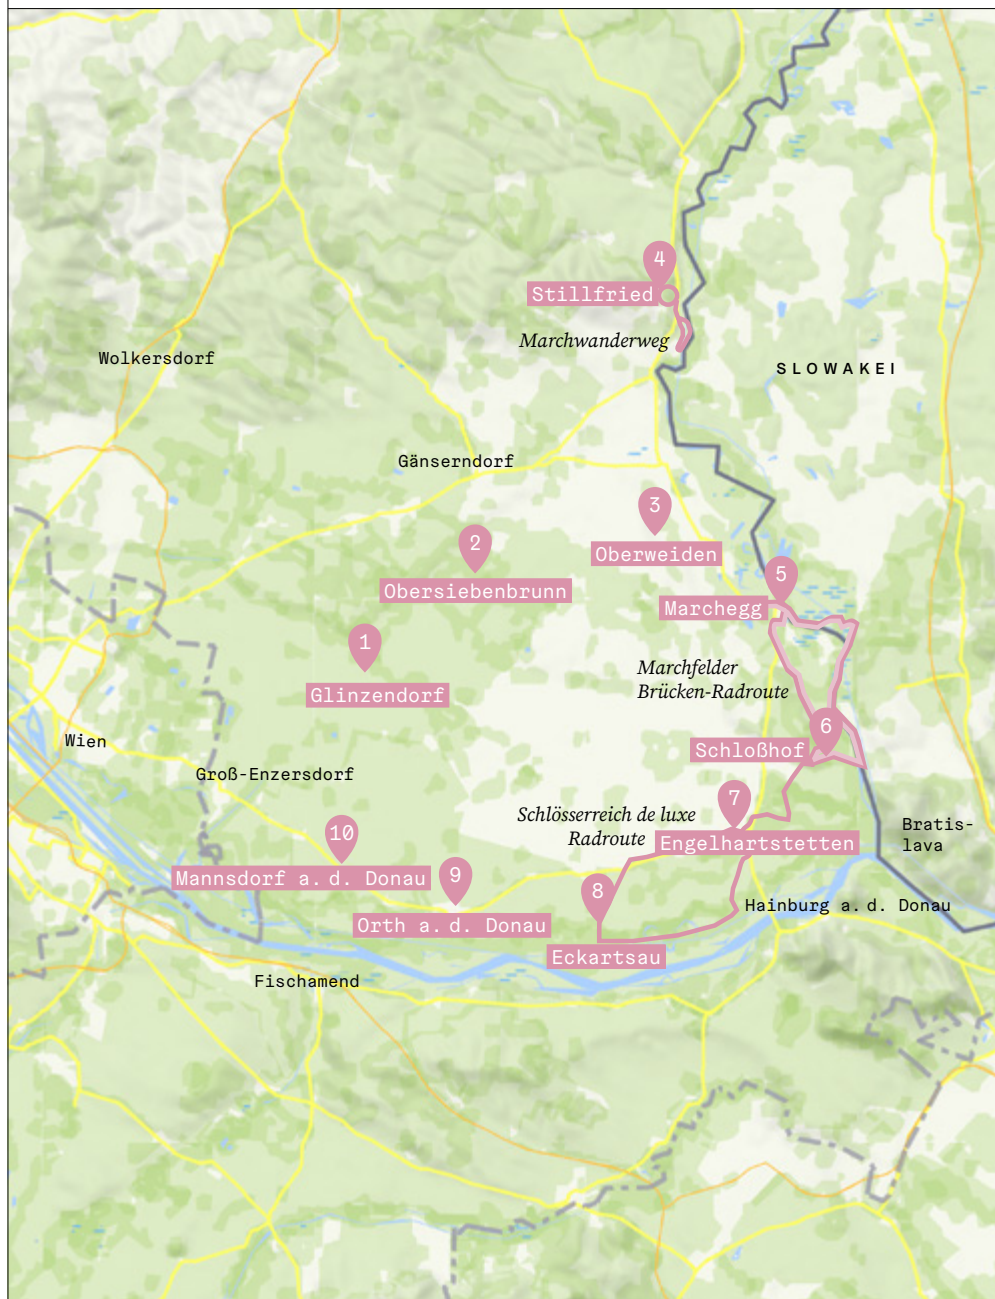 4
Stillfried
Marchwanderweg
Wolkersdorf
SLOWAKEI
Gänserndorf
3
Oberweiden
2
Obersiebenbrunn
5
Marchegg
1
Glinzendorf
Marchfelder
Brücken-Radroute
6
Schloßhof
Wien
Groß-Enzersdorf
7
Engelhartstetten
Schlösserreich de luxe
Radroute
Bratis-
lava
10
Mannsdorf a. d. Donau
9
Orth a. d. Donau
8
Eckartsau
Hainburg a. d. Donau
Fischamend